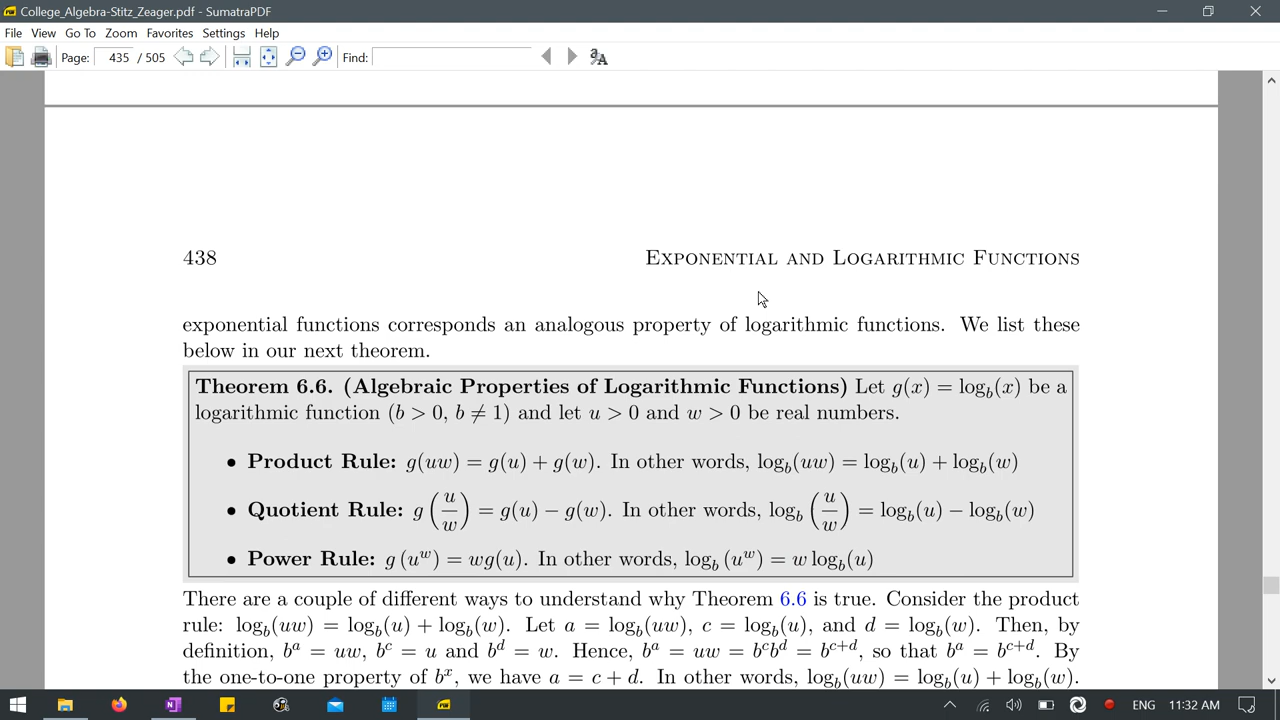 College_Algebra-Stitz_Zeager.pdf - SumatraPDF
File View Go To Zoom Favorites Settings Help
Page: 435 / 505 Find:
438 Exponential and Logarithmic Functions
exponential functions corresponds an analogous property of logarithmic functions. We list these
below in our next theorem.
Theorem 6.6. (Algebraic Properties of Logarithmic Functions) Let g(x) = log_b(x) be a
logarithmic function (b > 0, b ≠ 1) and let u > 0 and w > 0 be real numbers.
• Product Rule: g(uw) = g(u) + g(w). In other words, log_b(uw) = log_b(u) + log_b(w)
• Quotient Rule: g(u/w) = g(u) − g(w). In other words, log_b(u/w) = log_b(u) − log_b(w)
• Power Rule: g(u^w) = wg(u). In other words, log_b(u^w) = w log_b(u)
There are a couple of different ways to understand why Theorem 6.6 is true. Consider the product
rule: log_b(uw) = log_b(u) + log_b(w). Let a = log_b(uw), c = log_b(u), and d = log_b(w). Then, by
definition, b^a = uw, b^c = u and b^d = w. Hence, b^a = uw = b^c b^d = b^{c+d}, so that b^a = b^{c+d}. By
the one-to-one property of b^x, we have a = c + d. In other words, log_b(uw) = log_b(u) + log_b(w).
ENG 11:32 AM